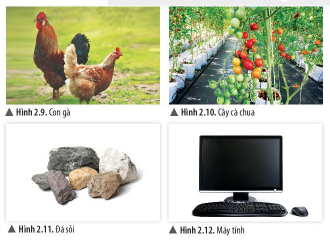 ▲ Hình 2.9. Con gà
▲ Hình 2.10. Cây cà chua
▲ Hình 2.11. Đá sỏi
▲ Hình 2.12. Máy tính